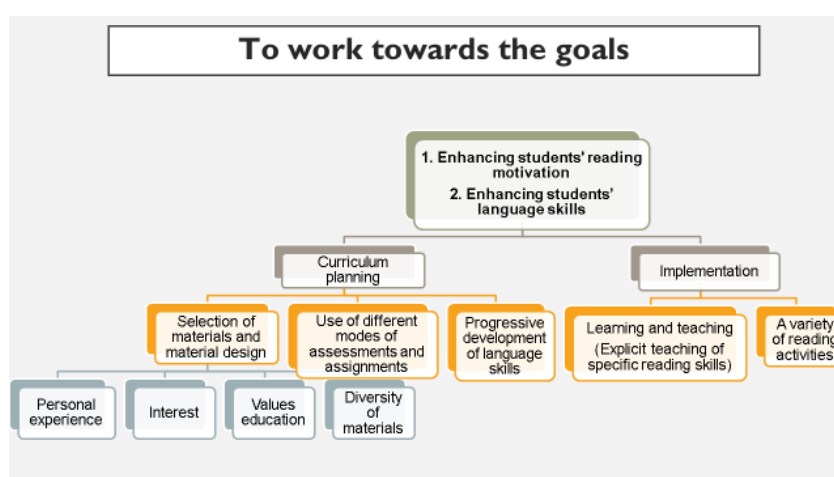 To work towards the goals
1. Enhancing students' reading
motivation
2. Enhancing students'
language skills
Curriculum
planning
Implementation
Selection of
materials and
material design
Use of different
modes of
assessments and
assignments
Progressive
development
of language
skills
Learning and teaching
(Explicit teaching of
specific reading skills)
A variety
of reading
activities
Personal
experience
Interest
Values
education
Diversity
of
materials